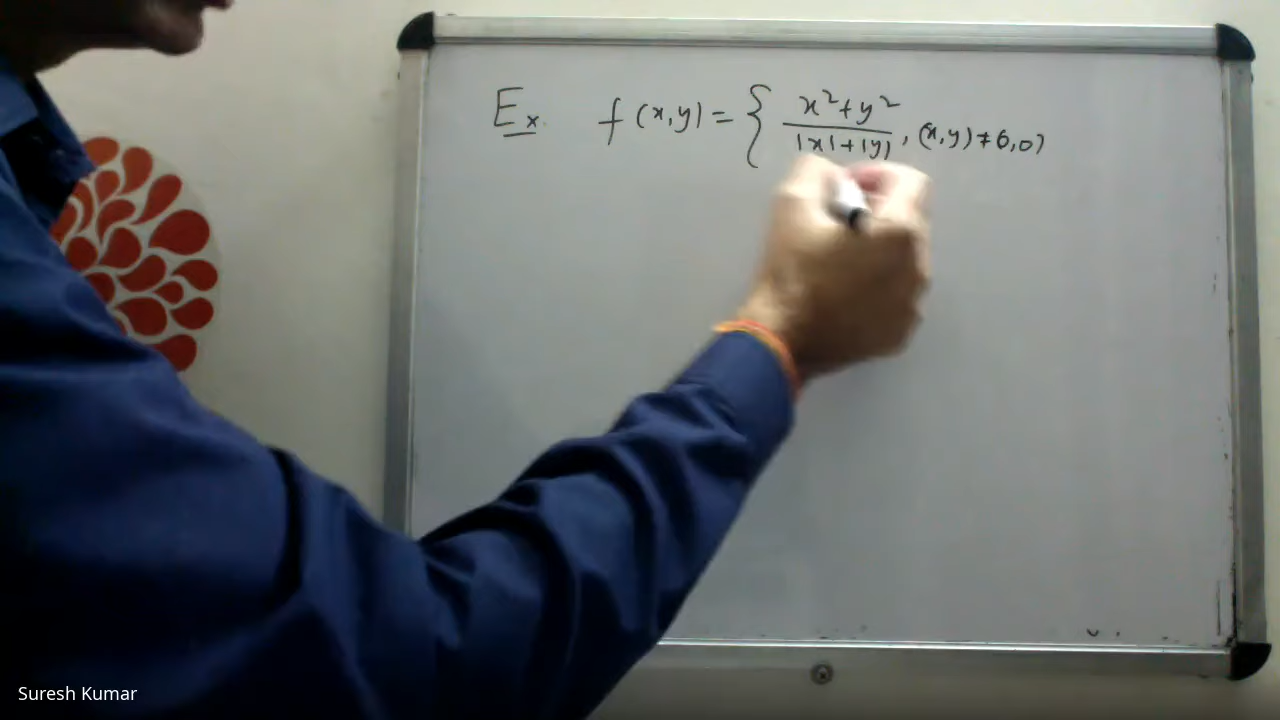 Ex. f(x,y) = { x²+y² / |x|+|y| , (x,y) ≠ (0,0)
Suresh Kumar